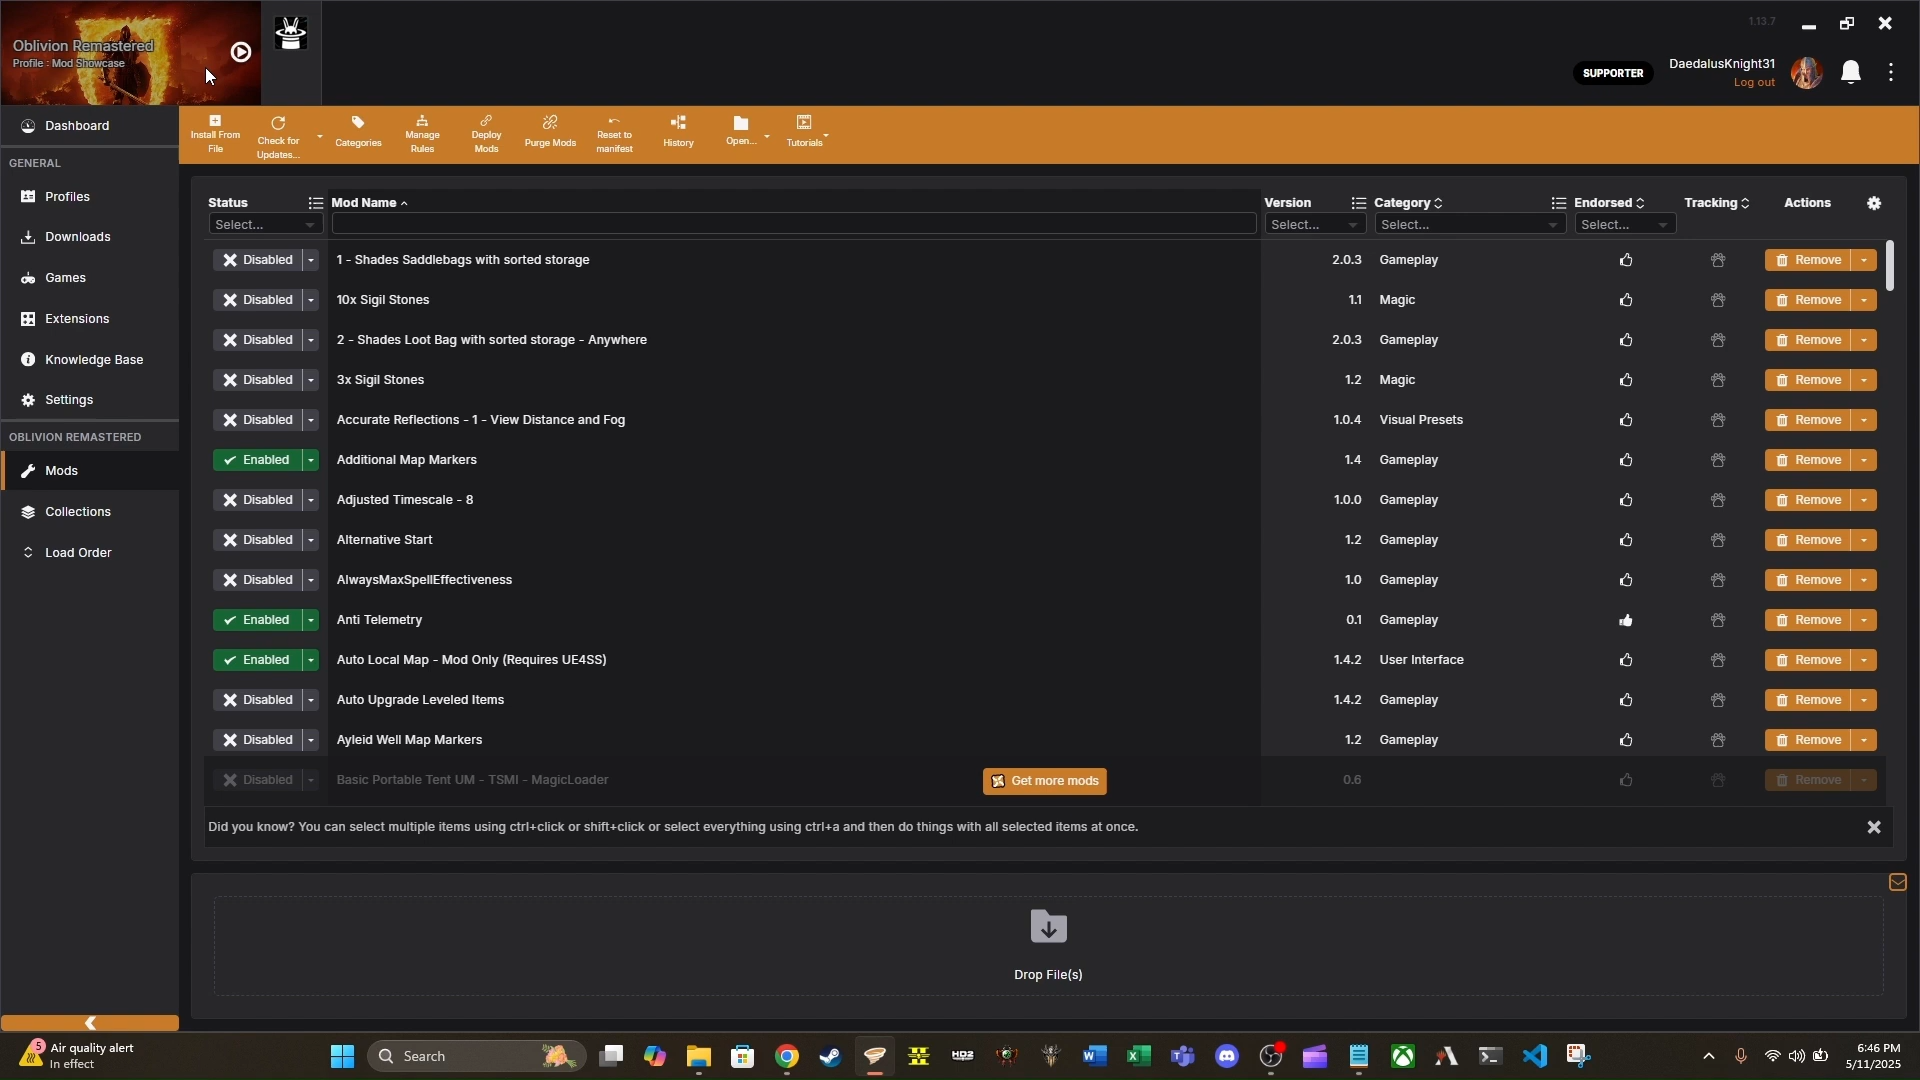 Oblivion Remastered
Profile : Mod Showcase
1.13.7
SUPPORTER
DaedalusKnight31
Log out
Dashboard
GENERAL
Profiles
Downloads
Games
Extensions
Knowledge Base
Settings
OBLIVION REMASTERED
Mods
Collections
Load Order
Install From File
Check for Updates...
Categories
Manage Rules
Deploy Mods
Purge Mods
Reset to manifest
History
Open...
Tutorials
Status Mod Name Version Category Endorsed Tracking Actions
Select... Select... Select... Select...
Disabled 1 - Shades Saddlebags with sorted storage 2.0.3 Gameplay Remove
Disabled 10x Sigil Stones 1.1 Magic Remove
Disabled 2 - Shades Loot Bag with sorted storage - Anywhere 2.0.3 Gameplay Remove
Disabled 3x Sigil Stones 1.2 Magic Remove
Disabled Accurate Reflections - 1 - View Distance and Fog 1.0.4 Visual Presets Remove
Enabled Additional Map Markers 1.4 Gameplay Remove
Disabled Adjusted Timescale - 8 1.0.0 Gameplay Remove
Disabled Alternative Start 1.2 Gameplay Remove
Disabled AlwaysMaxSpellEffectiveness 1.0 Gameplay Remove
Enabled Anti Telemetry 0.1 Gameplay Remove
Enabled Auto Local Map - Mod Only (Requires UE4SS) 1.4.2 User Interface Remove
Disabled Auto Upgrade Leveled Items 1.4.2 Gameplay Remove
Disabled Ayleid Well Map Markers 1.2 Gameplay Remove
Disabled Basic Portable Tent UM - TSMI - MagicLoader Get more mods 0.6 Remove
Did you know? You can select multiple items using ctrl+click or shift+click or select everything using ctrl+a and then do things with all selected items at once.
Drop File(s)
5
Air quality alert
In effect
Search
HD2
6:46 PM
5/11/2025